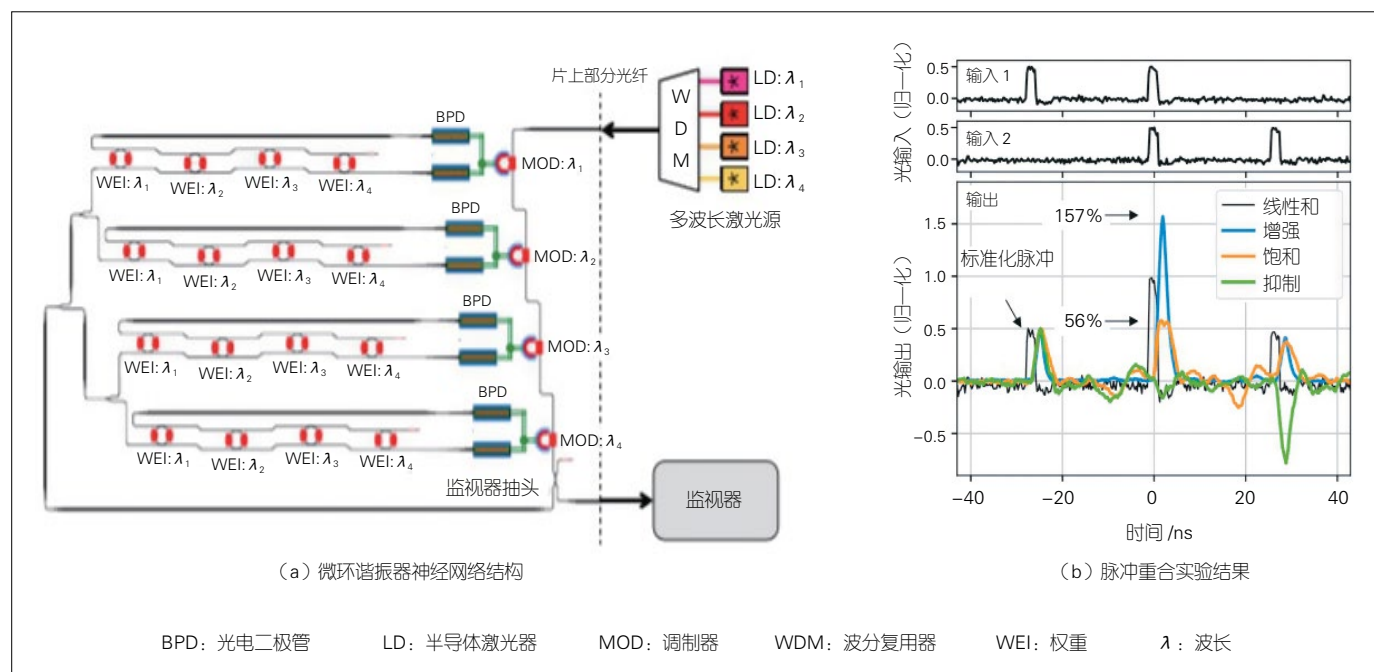 片上部分光纤
W
D
M
LD: λ1
LD: λ2
LD: λ3
LD: λ4
多波长激光源
BPD
MOD: λ1
WEI: λ1 WEI: λ2 WEI: λ3 WEI: λ4
BPD
MOD: λ2
WEI: λ1 WEI: λ2 WEI: λ3 WEI: λ4
BPD
MOD: λ3
WEI: λ1 WEI: λ2 WEI: λ3 WEI: λ4
BPD
MOD: λ4
WEI: λ1 WEI: λ2 WEI: λ3 WEI: λ4
监视器抽头
监视器
（a）微环谐振器神经网络结构
光输入（归一化）
0.5
0.0
输入 1
0.5
0.0
输入 2
光输出（归一化）
输出
1.5
1.0
0.5
0.0
−0.5
157%
标准化脉冲
56%
线性和
增强
饱和
抑制
−40 −20 0 20 40
时间 /ns
（b）脉冲重合实验结果
BPD：光电二极管 LD：半导体激光器 MOD：调制器 WDM：波分复用器 WEI：权重 λ：波长